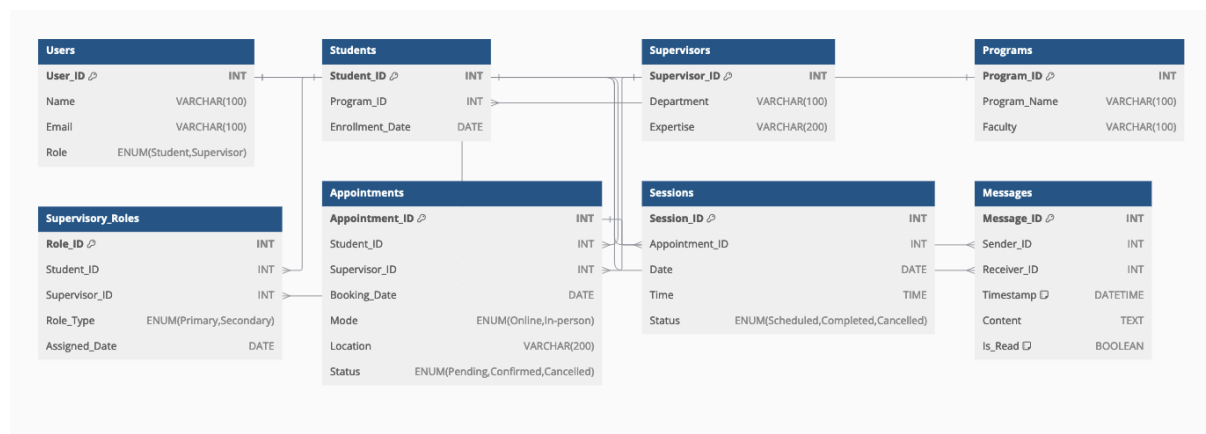 Users
User_ID INT
Name VARCHAR(100)
Email VARCHAR(100)
Role ENUM(Student,Supervisor)
Students
Student_ID INT
Program_ID INT
Enrollment_Date DATE
Supervisors
Supervisor_ID INT
Department VARCHAR(100)
Expertise VARCHAR(200)
Programs
Program_ID INT
Program_Name VARCHAR(100)
Faculty VARCHAR(100)
Supervisory_Roles
Role_ID INT
Student_ID INT
Supervisor_ID INT
Role_Type ENUM(Primary,Secondary)
Assigned_Date DATE
Appointments
Appointment_ID INT
Student_ID INT
Supervisor_ID INT
Booking_Date DATE
Mode ENUM(Online,In-person)
Location VARCHAR(200)
Status ENUM(Pending,Confirmed,Cancelled)
Sessions
Session_ID INT
Appointment_ID INT
Date DATE
Time TIME
Status ENUM(Scheduled,Completed,Cancelled)
Messages
Message_ID INT
Sender_ID INT
Receiver_ID INT
Timestamp DATETIME
Content TEXT
Is_Read BOOLEAN